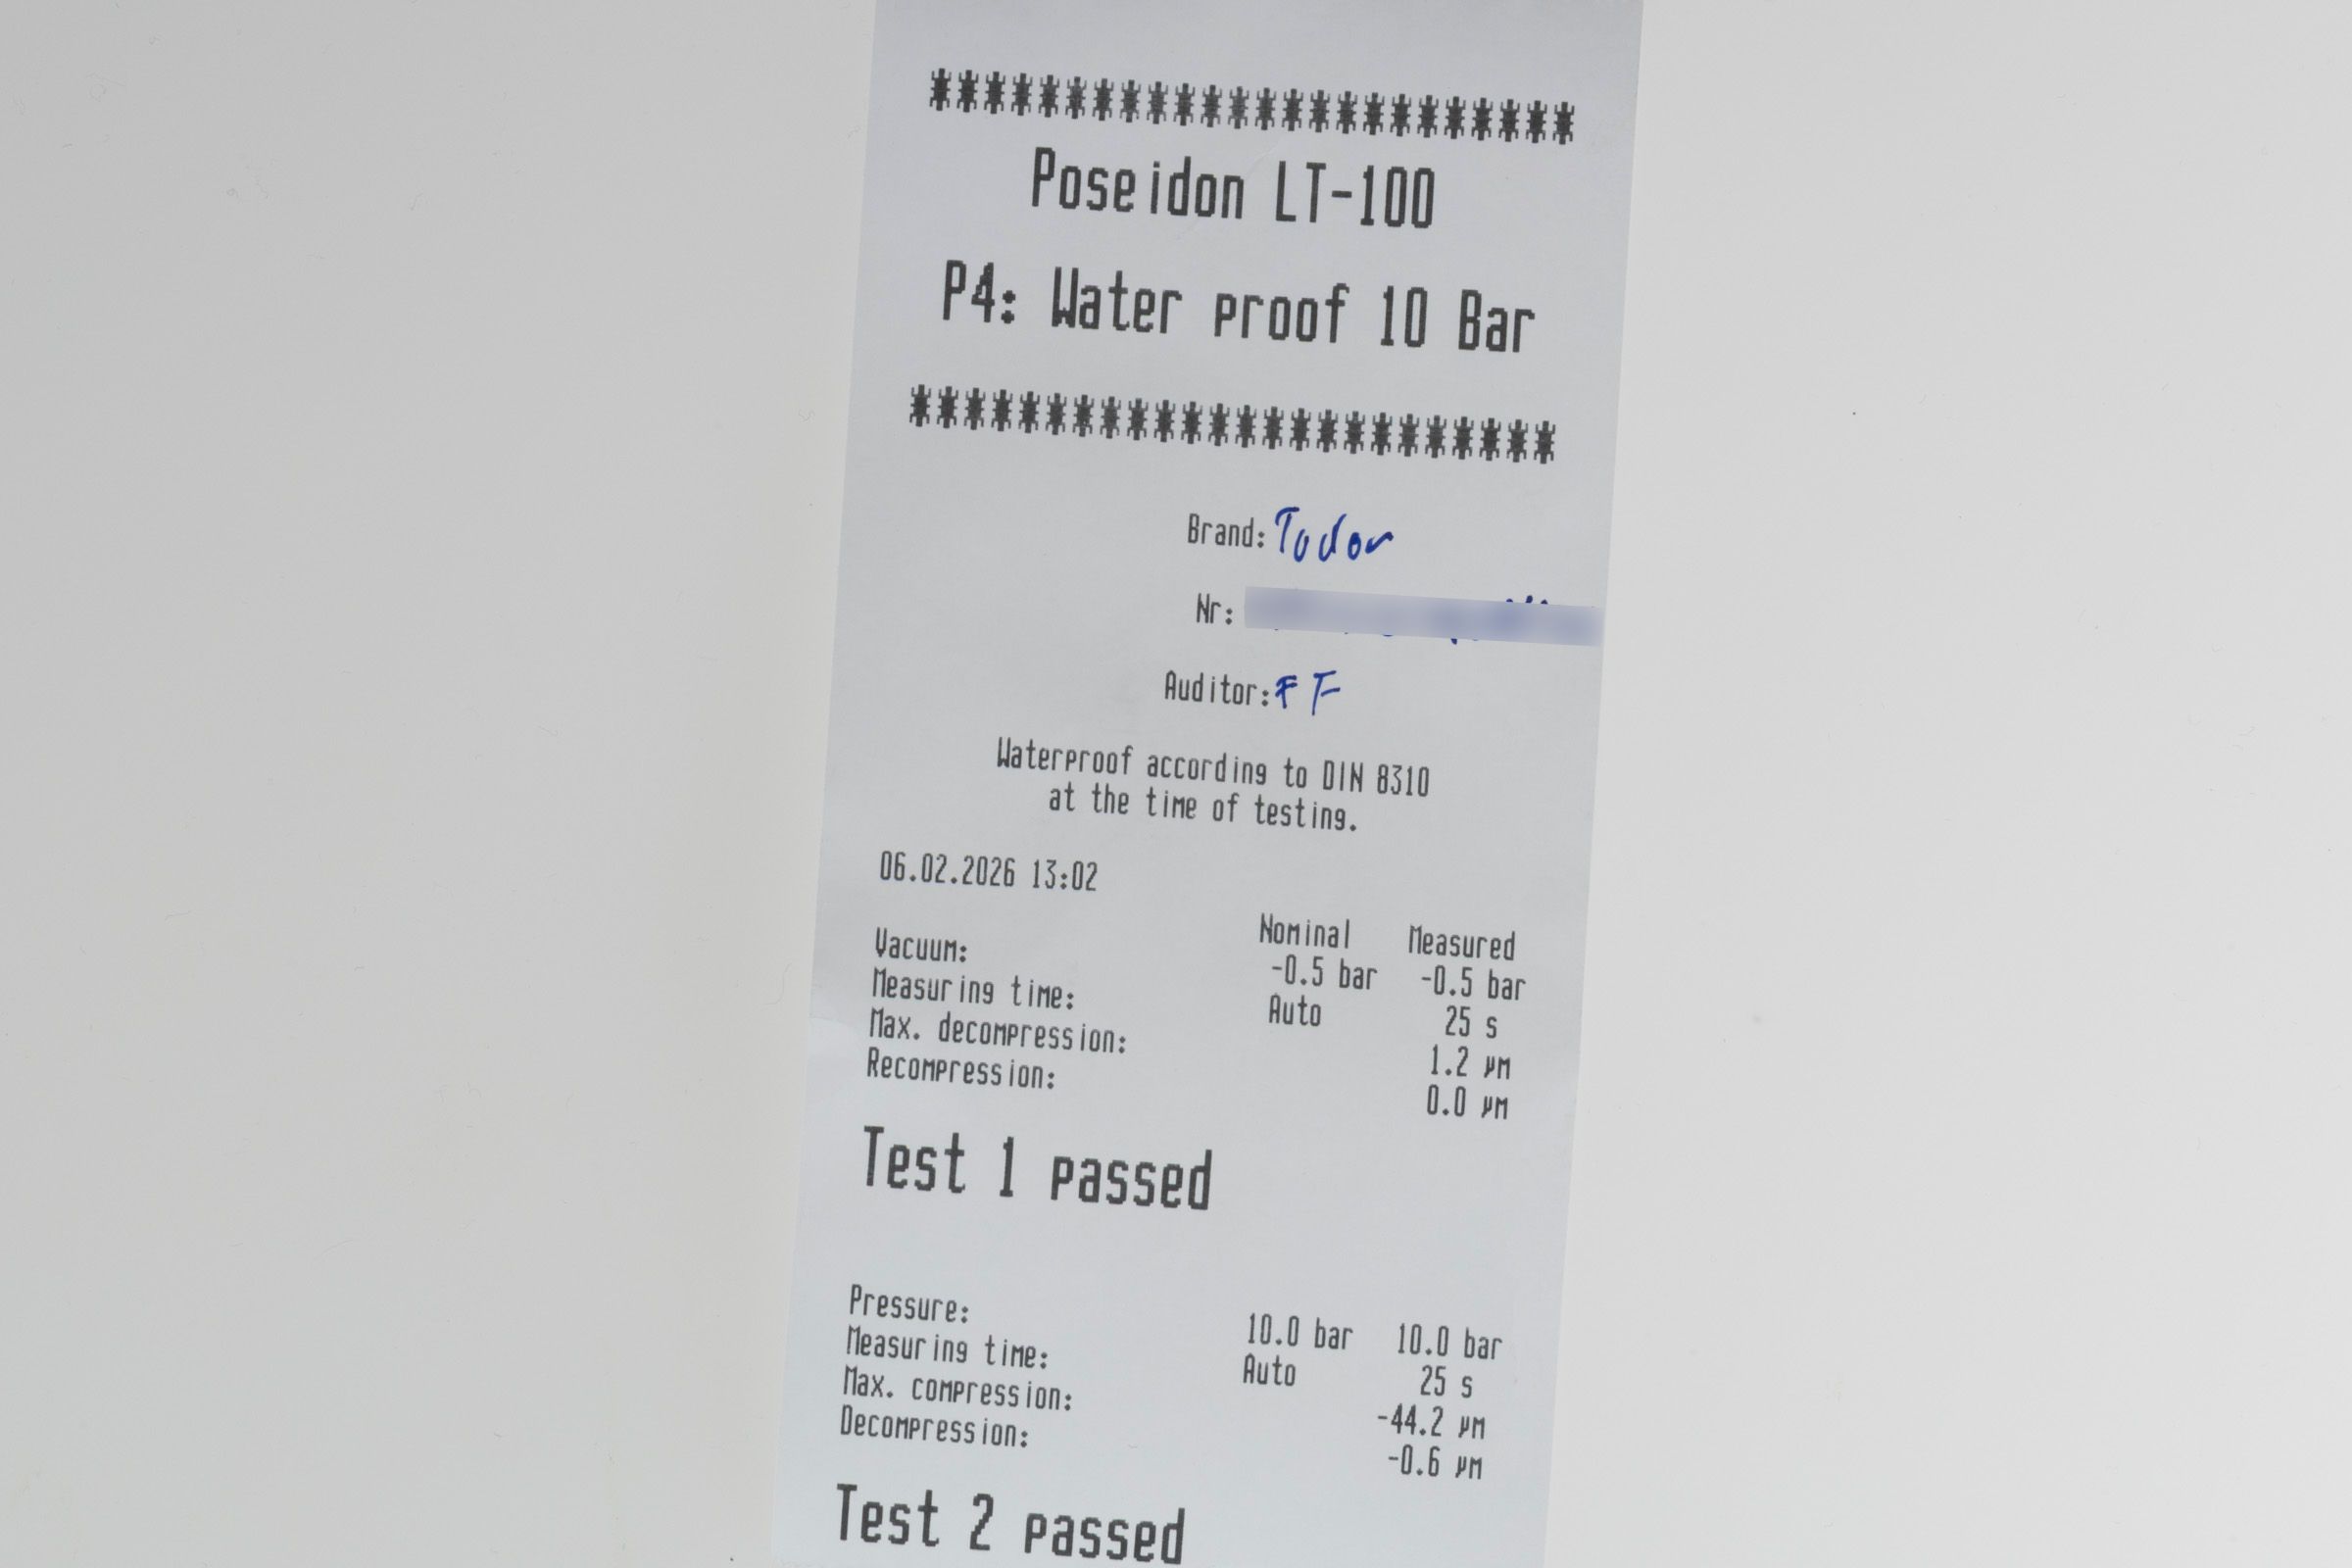 ************************
Poseidon LT-100
P4: Water proof 10 Bar
************************
Brand: Tudor
Nr:
Auditor: FF
Waterproof according to DIN 8310
at the time of testing.
06.02.2026 13:02
Nominal Measured
Vacuum: -0.5 bar -0.5 bar
Measuring time: Auto 25 s
Max. decompression: 1.2 µm
Recompression: 0.0 µm
Test 1 passed
Pressure: 10.0 bar 10.0 bar
Measuring time: Auto 25 s
Max. compression: -44.2 µm
Decompression: -0.6 µm
Test 2 passed